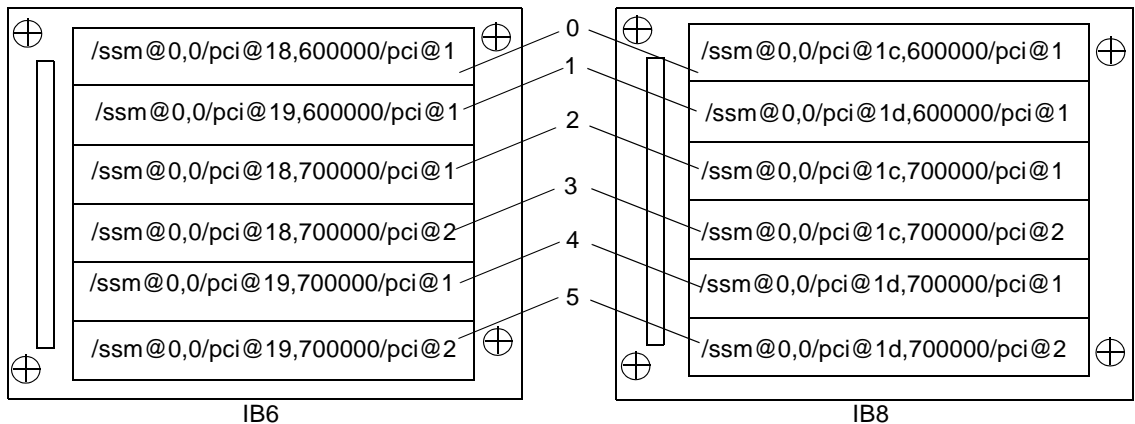 /ssm@0,0/pci@18,600000/pci@1
/ssm@0,0/pci@19,600000/pci@1
/ssm@0,0/pci@18,700000/pci@1
/ssm@0,0/pci@18,700000/pci@2
/ssm@0,0/pci@19,700000/pci@1
/ssm@0,0/pci@19,700000/pci@2
IB6
0
1
2
3
4
5
/ssm@0,0/pci@1c,600000/pci@1
/ssm@0,0/pci@1d,600000/pci@1
/ssm@0,0/pci@1c,700000/pci@1
/ssm@0,0/pci@1c,700000/pci@2
/ssm@0,0/pci@1d,700000/pci@1
/ssm@0,0/pci@1d,700000/pci@2
IB8